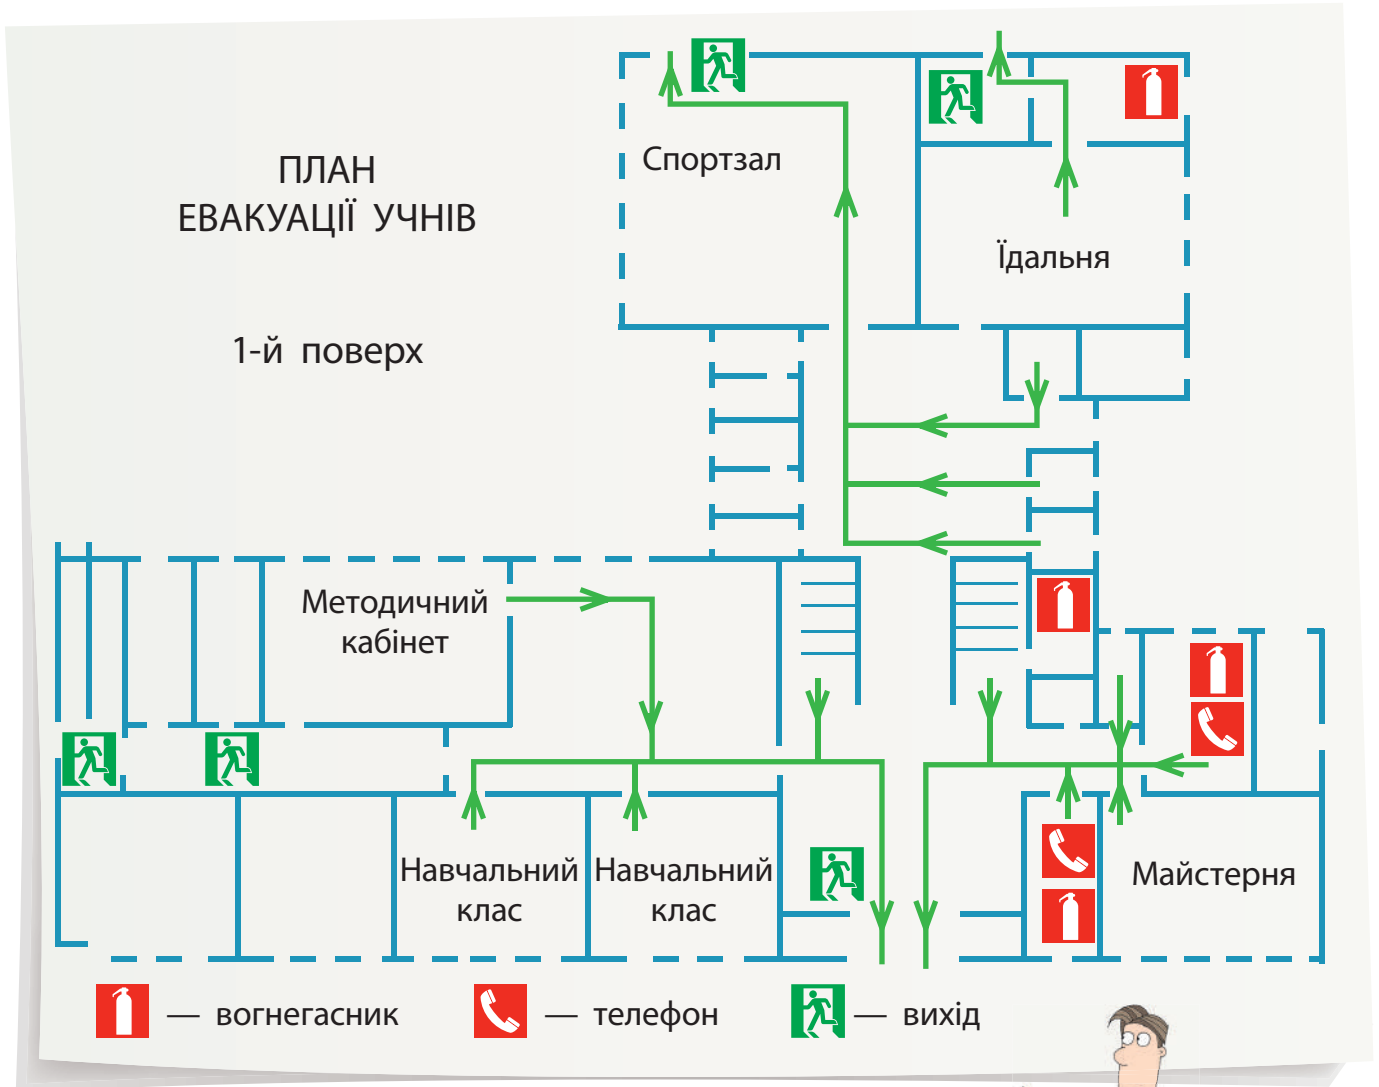 ПЛАН
ЕВАКУАЦІЇ УЧНІВ
1-й поверх
Спортзал
Їдальня
Методичний
кабінет
Навчальний
клас
Навчальний
клас
Майстерня
— вогнегасник
— телефон
— вихід